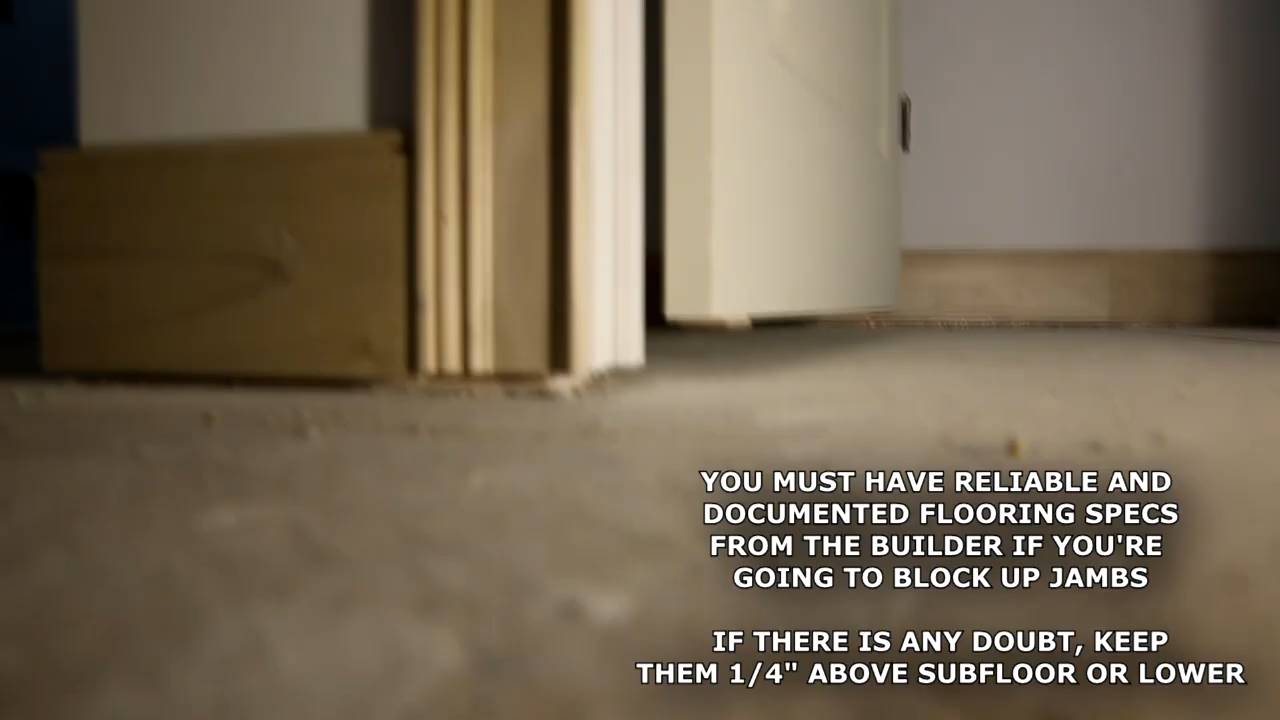 YOU MUST HAVE RELIABLE AND
DOCUMENTED FLOORING SPECS
FROM THE BUILDER IF YOU'RE
GOING TO BLOCK UP JAMBS
IF THERE IS ANY DOUBT, KEEP
THEM 1/4" ABOVE SUBFLOOR OR LOWER